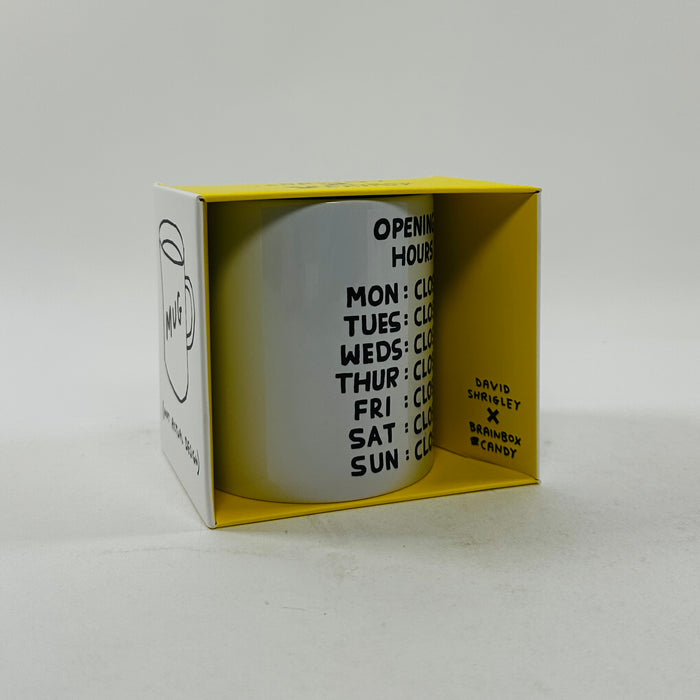 MUG
OPENING
HOURS
MON : CLO
TUES : CLO
WEDS : CLO
THUR : CLO
FRI : CLO
SAT : CLO
SUN : CLO
DAVID
SHRIGLEY
X
BRAINBOX
CANDY